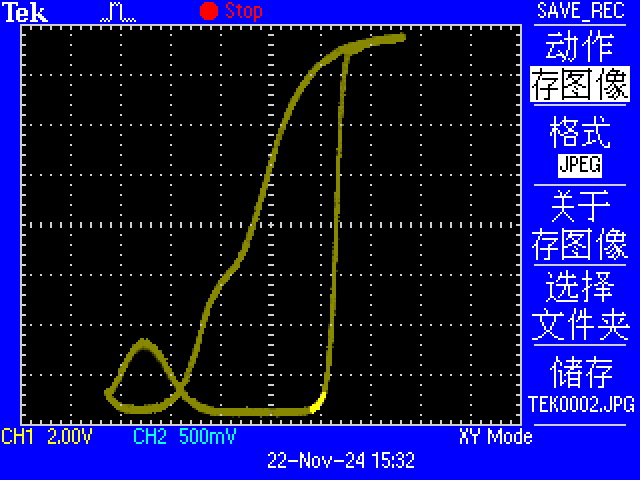 Tek Stop SAVE_REC
动作
存图像
格式
JPEG
关于
存图像
选择
文件夹
储存
TEK0002.JPG
CH1 2.00V CH2 500mV XY Mode
22-Nov-24 15:32